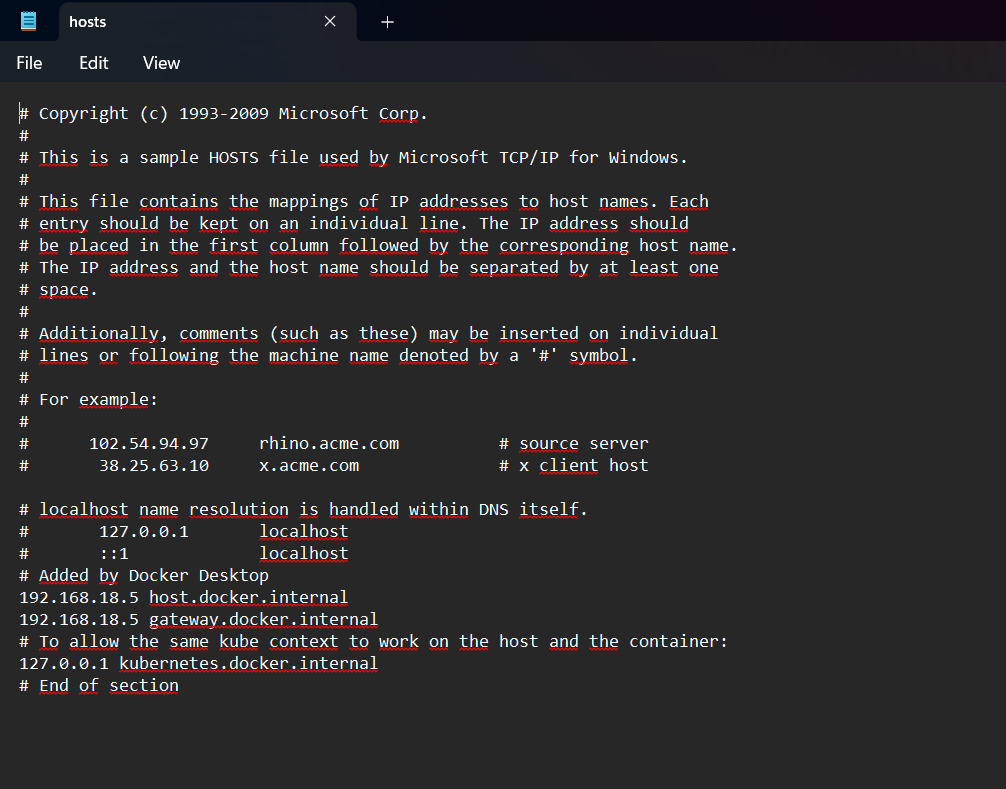 hosts
File Edit View
# Copyright (c) 1993-2009 Microsoft Corp.
#
# This is a sample HOSTS file used by Microsoft TCP/IP for Windows.
#
# This file contains the mappings of IP addresses to host names. Each
# entry should be kept on an individual line. The IP address should
# be placed in the first column followed by the corresponding host name.
# The IP address and the host name should be separated by at least one
# space.
#
# Additionally, comments (such as these) may be inserted on individual
# lines or following the machine name denoted by a '#' symbol.
#
# For example:
#
#      102.54.94.97     rhino.acme.com          # source server
#       38.25.63.10     x.acme.com              # x client host

# localhost name resolution is handled within DNS itself.
#       127.0.0.1       localhost
#       ::1             localhost
# Added by Docker Desktop
192.168.18.5 host.docker.internal
192.168.18.5 gateway.docker.internal
# To allow the same kube context to work on the host and the container:
127.0.0.1 kubernetes.docker.internal
# End of section